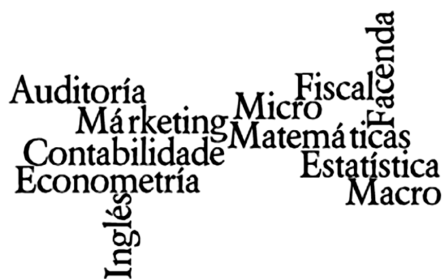 Facenda
Fiscal
Auditoría
Micro
Márketing
Matemáticas
Contabilidade
Estatística
Econometría
Macro
Inglés